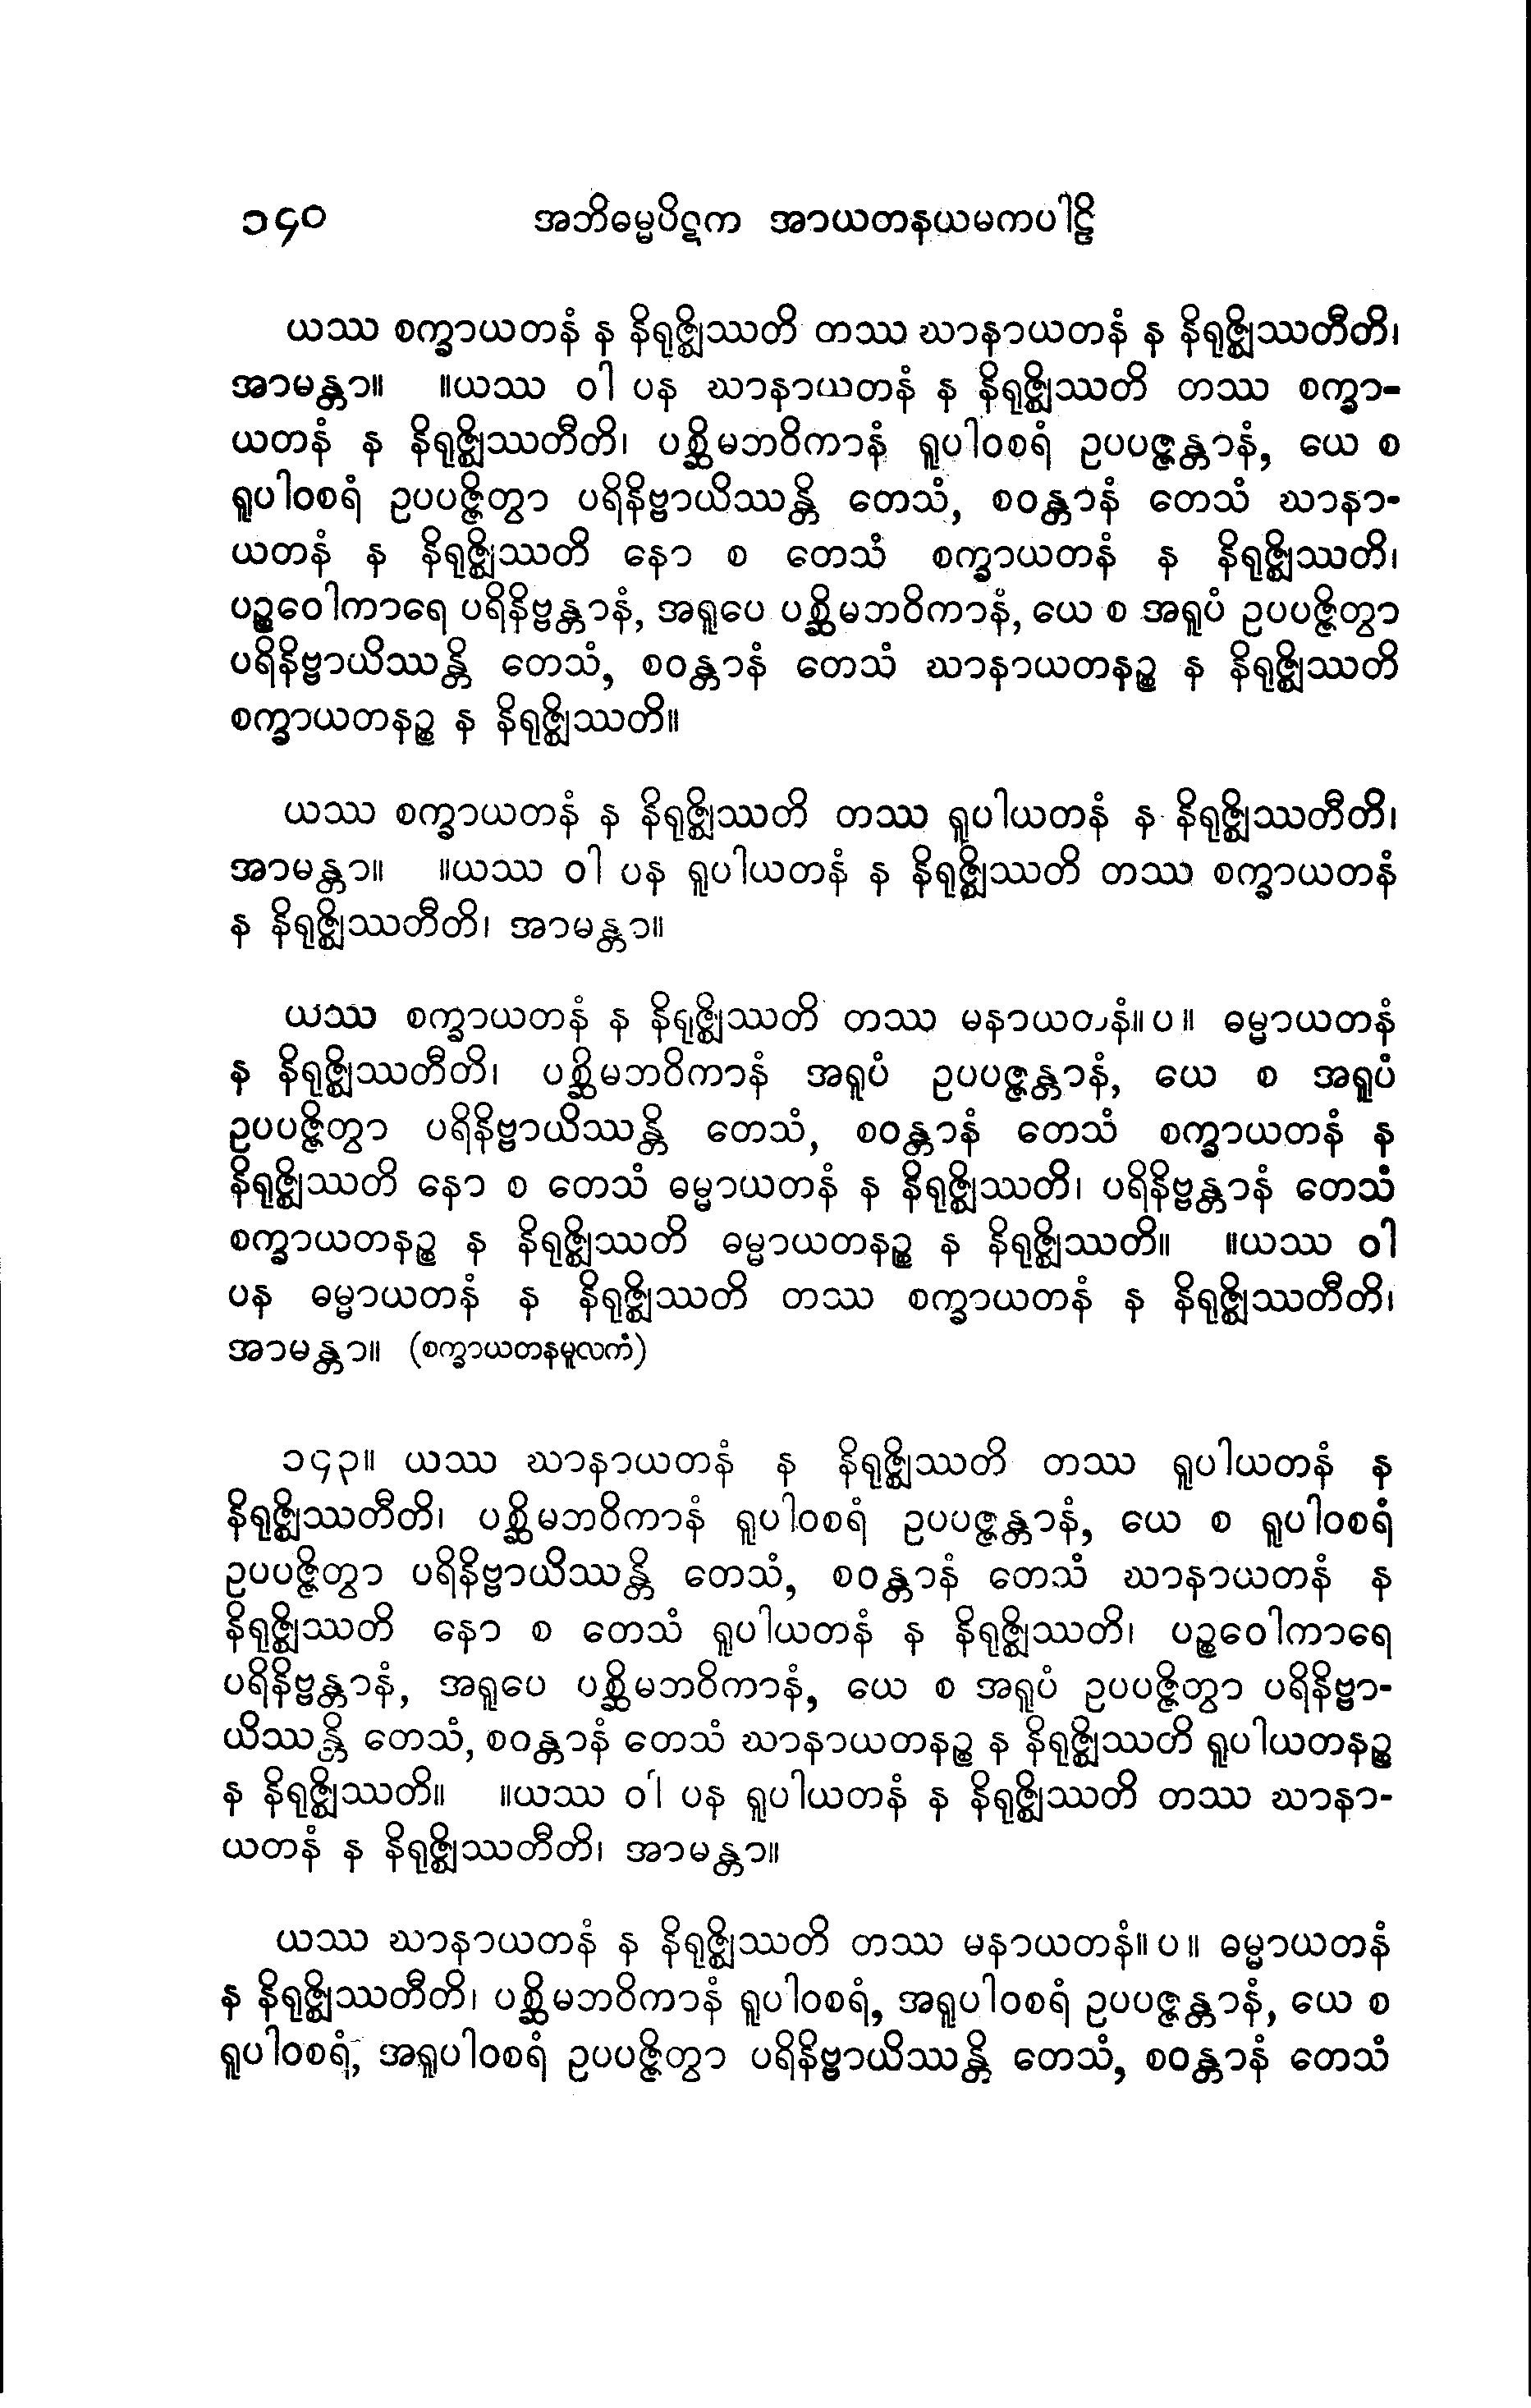 ၁၄၀ အဘိဓမ္မပိဋက အာယတနယမကပါဠိ
ယဿ စက္ခာယတနံ န နိရုဇ္ဈိဿတိ တဿ ဃာနာယတနံ န နိရုဇ္ဈိဿတီတိ၊
အာမန္တာ။ ။ယဿ ဝါ ပန ဃာနာယတနံ န နိရုဇ္ဈိဿတိ တဿ စက္ခာ-
ယတနံ န နိရုဇ္ဈိဿတီတိ၊ ပစ္ဆိမဘဝိကာနံ ရူပါဝစရံ ဥပပဇ္ဇန္တာနံ, ယေ စ
ရူပါဝစရံ ဥပပဇ္ဇိတွာ ပရိနိဗ္ဗာယိဿန္တိ တေသံ, စဝန္တာနံ တေသံ ဃာနာ-
ယတနံ န နိရုဇ္ဈိဿတိ နော စ တေသံ စက္ခာယတနံ န နိရုဇ္ဈိဿတိ၊
ပဉ္စဝေါကာရေ ပရိနိဗ္ဗန္တာနံ, အရူပေ ပစ္ဆိမဘဝိကာနံ, ယေ စ အရူပံ ဥပပဇ္ဇိတွာ
ပရိနိဗ္ဗာယိဿန္တိ တေသံ, စဝန္တာနံ တေသံ ဃာနာယတနဉ္စ န နိရုဇ္ဈိဿတိ
စက္ခာယတနဉ္စ န နိရုဇ္ဈိဿတိ။
ယဿ စက္ခာယတနံ န နိရုဇ္ဈိဿတိ တဿ ရူပါယတနံ န နိရုဇ္ဈိဿတီတိ၊
အာမန္တာ။ ။ယဿ ဝါ ပန ရူပါယတနံ န နိရုဇ္ဈိဿတိ တဿ စက္ခာယတနံ
န နိရုဇ္ဈိဿတီတိ၊ အာမန္တာ။
ယဿ စက္ခာယတနံ န နိရုဇ္ဈိဿတိ တဿ မနာယတနံ။ပ။ ဓမ္မာယတနံ
န နိရုဇ္ဈိဿတီတိ၊ ပစ္ဆိမဘဝိကာနံ အရူပံ ဥပပဇ္ဇန္တာနံ, ယေ စ အရူပံ
ဥပပဇ္ဇိတွာ ပရိနိဗ္ဗာယိဿန္တိ တေသံ, စဝန္တာနံ တေသံ စက္ခာယတနံ န
နိရုဇ္ဈိဿတိ နော စ တေသံ ဓမ္မာယတနံ န နိရုဇ္ဈိဿတိ၊ ပရိနိဗ္ဗန္တာနံ တေသံ
စက္ခာယတနဉ္စ န နိရုဇ္ဈိဿတိ ဓမ္မာယတနဉ္စ န နိရုဇ္ဈိဿတိ။ ။ယဿ ဝါ
ပန ဓမ္မာယတနံ န နိရုဇ္ဈိဿတိ တဿ စက္ခာယတနံ န နိရုဇ္ဈိဿတီတိ၊
အာမန္တာ။ (စက္ခာယတနမူလကံ)
၁၄၃။ ယဿ ဃာနာယတနံ န နိရုဇ္ဈိဿတိ တဿ ရူပါယတနံ န
နိရုဇ္ဈိဿတီတိ၊ ပစ္ဆိမဘဝိကာနံ ရူပါဝစရံ ဥပပဇ္ဇန္တာနံ, ယေ စ ရူပါဝစရံ
ဥပပဇ္ဇိတွာ ပရိနိဗ္ဗာယိဿန္တိ တေသံ, စဝန္တာနံ တေသံ ဃာနာယတနံ န
နိရုဇ္ဈိဿတိ နော စ တေသံ ရူပါယတနံ န နိရုဇ္ဈိဿတိ၊ ပဉ္စဝေါကာရေ
ပရိနိဗ္ဗန္တာနံ, အရူပေ ပစ္ဆိမဘဝိကာနံ, ယေ စ အရူပံ ဥပပဇ္ဇိတွာ ပရိနိဗ္ဗာ-
ယိဿန္တိ တေသံ, စဝန္တာနံ တေသံ ဃာနာယတနဉ္စ န နိရုဇ္ဈိဿတိ ရူပါယတနဉ္စ
န နိရုဇ္ဈိဿတိ။ ။ယဿ ဝါ ပန ရူပါယတနံ န နိရုဇ္ဈိဿတိ တဿ ဃာနာ-
ယတနံ န နိရုဇ္ဈိဿတီတိ၊ အာမန္တာ။
ယဿ ဃာနာယတနံ န နိရုဇ္ဈိဿတိ တဿ မနာယတနံ။ပ။ ဓမ္မာယတနံ
န နိရုဇ္ဈိဿတီတိ၊ ပစ္ဆိမဘဝိကာနံ ရူပါဝစရံ, အရူပါဝစရံ ဥပပဇ္ဇန္တာနံ, ယေ စ
ရူပါဝစရံ, အရူပါဝစရံ ဥပပဇ္ဇိတွာ ပရိနိဗ္ဗာယိဿန္တိ တေသံ, စဝန္တာနံ တေသံ